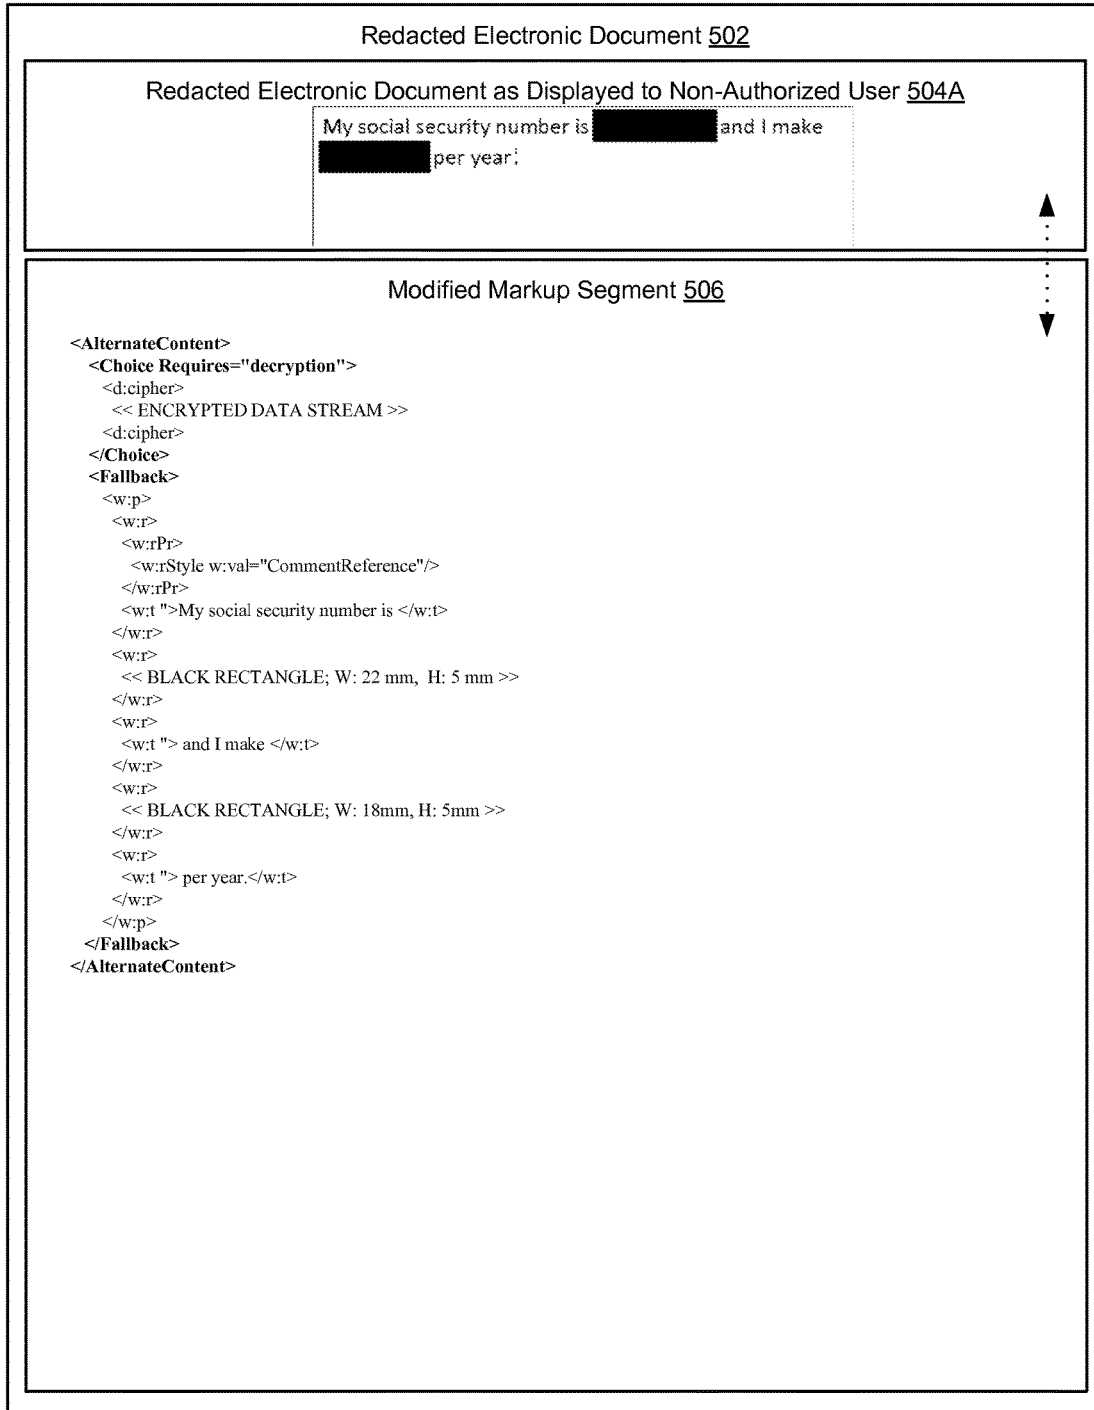 Redacted Electronic Document 502
Redacted Electronic Document as Displayed to Non-Authorized User 504A
My social security number is and I make
per year.
Modified Markup Segment 506
<AlternateContent>
<Choice Requires="decryption">
<d:cipher>
<< ENCRYPTED DATA STREAM >>
<d:cipher>
</Choice>
<Fallback>
<w:p>
<w:r>
<w:rPr>
<w:rStyle w:val="CommentReference"/>
</w:rPr>
<w:t ">My social security number is </w:t>
</w:r>
<w:r>
<< BLACK RECTANGLE; W: 22 mm, H: 5 mm >>
</w:r>
<w:r>
<w:t "> and I make </w:t>
</w:r>
<w:r>
<< BLACK RECTANGLE; W: 18mm, H: 5mm >>
</w:r>
<w:r>
<w:t "> per year.</w:t>
</w:r>
</w:p>
</Fallback>
</AlternateContent>